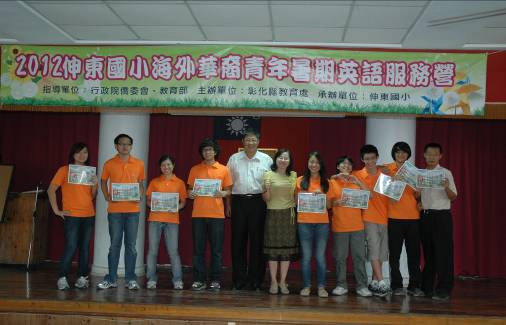 2012伸東國小海外華裔青年暑期英語服務營
指導單位：行政院僑委會、教育部　主辦單位：彰化縣教育處　承辦單位：伸東國小